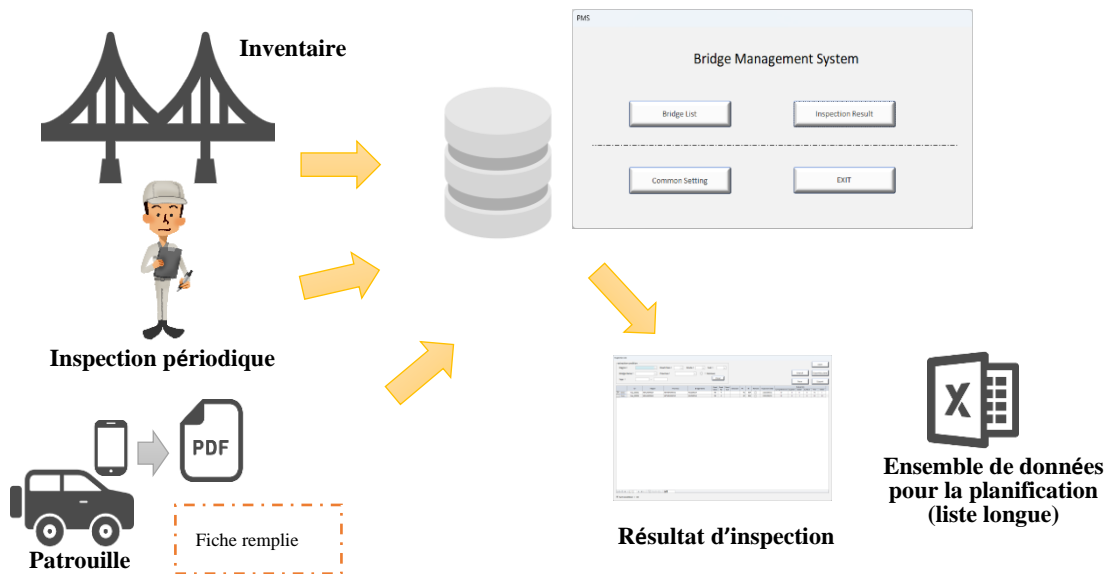 Inventaire
PMS
Bridge Management System
Bridge List
Inspection Result
Common Setting
EXIT
Inspection périodique
PDF
Fiche remplie
Patrouille
Résultat d'inspection
X
Ensemble de données
pour la planification
(liste longue)